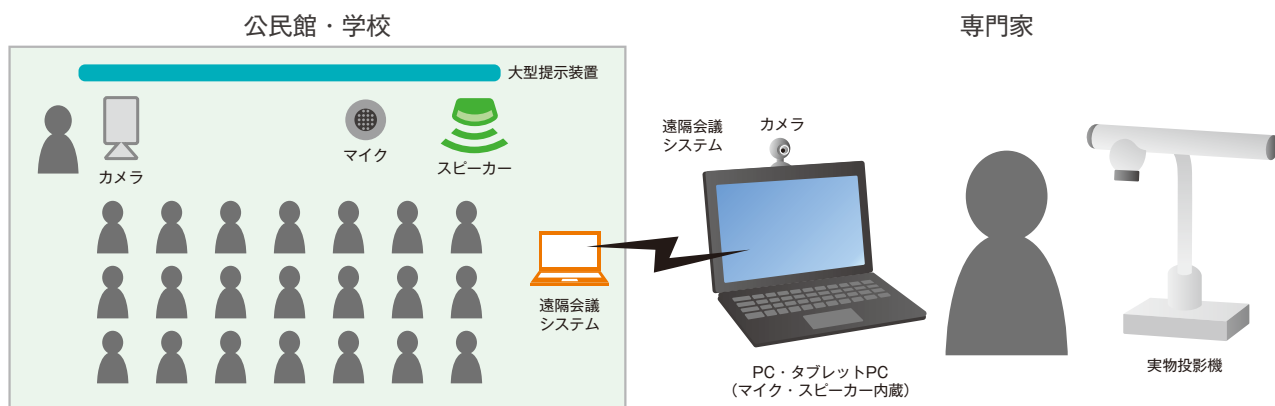 公民館・学校
専門家
大型提示装置
カメラ
マイク
スピーカー
遠隔会議
システム
遠隔会議
システム
カメラ
PC・タブレットPC
（マイク・スピーカー内蔵）
実物投影機